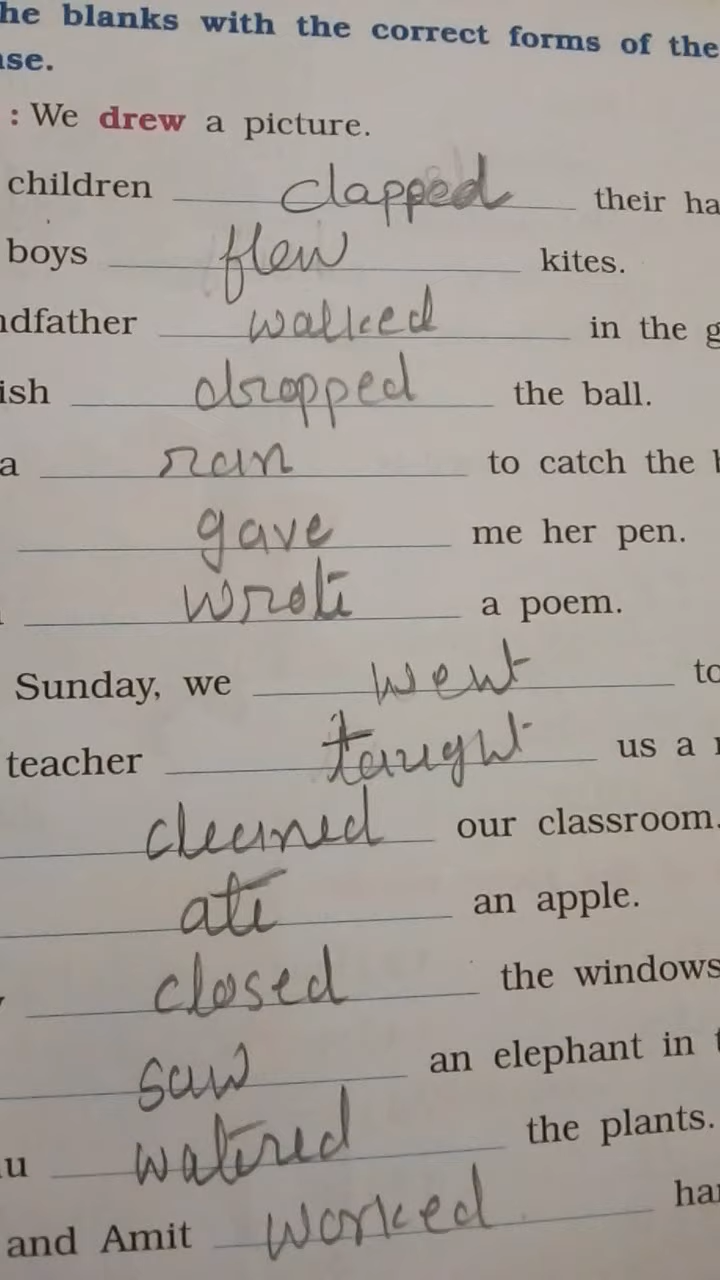 he blanks with the correct forms of the
ase.
: We drew a picture.
children clapped their ha
boys flew kites.
ndfather walked in the g
ish dropped the ball.
a ran to catch the
gave me her pen.
wrote a poem.
Sunday, we went to
teacher taught us a
cleaned our classroom.
ate an apple.
closed the windows
saw an elephant in t
u watered the plants.
and Amit worked har